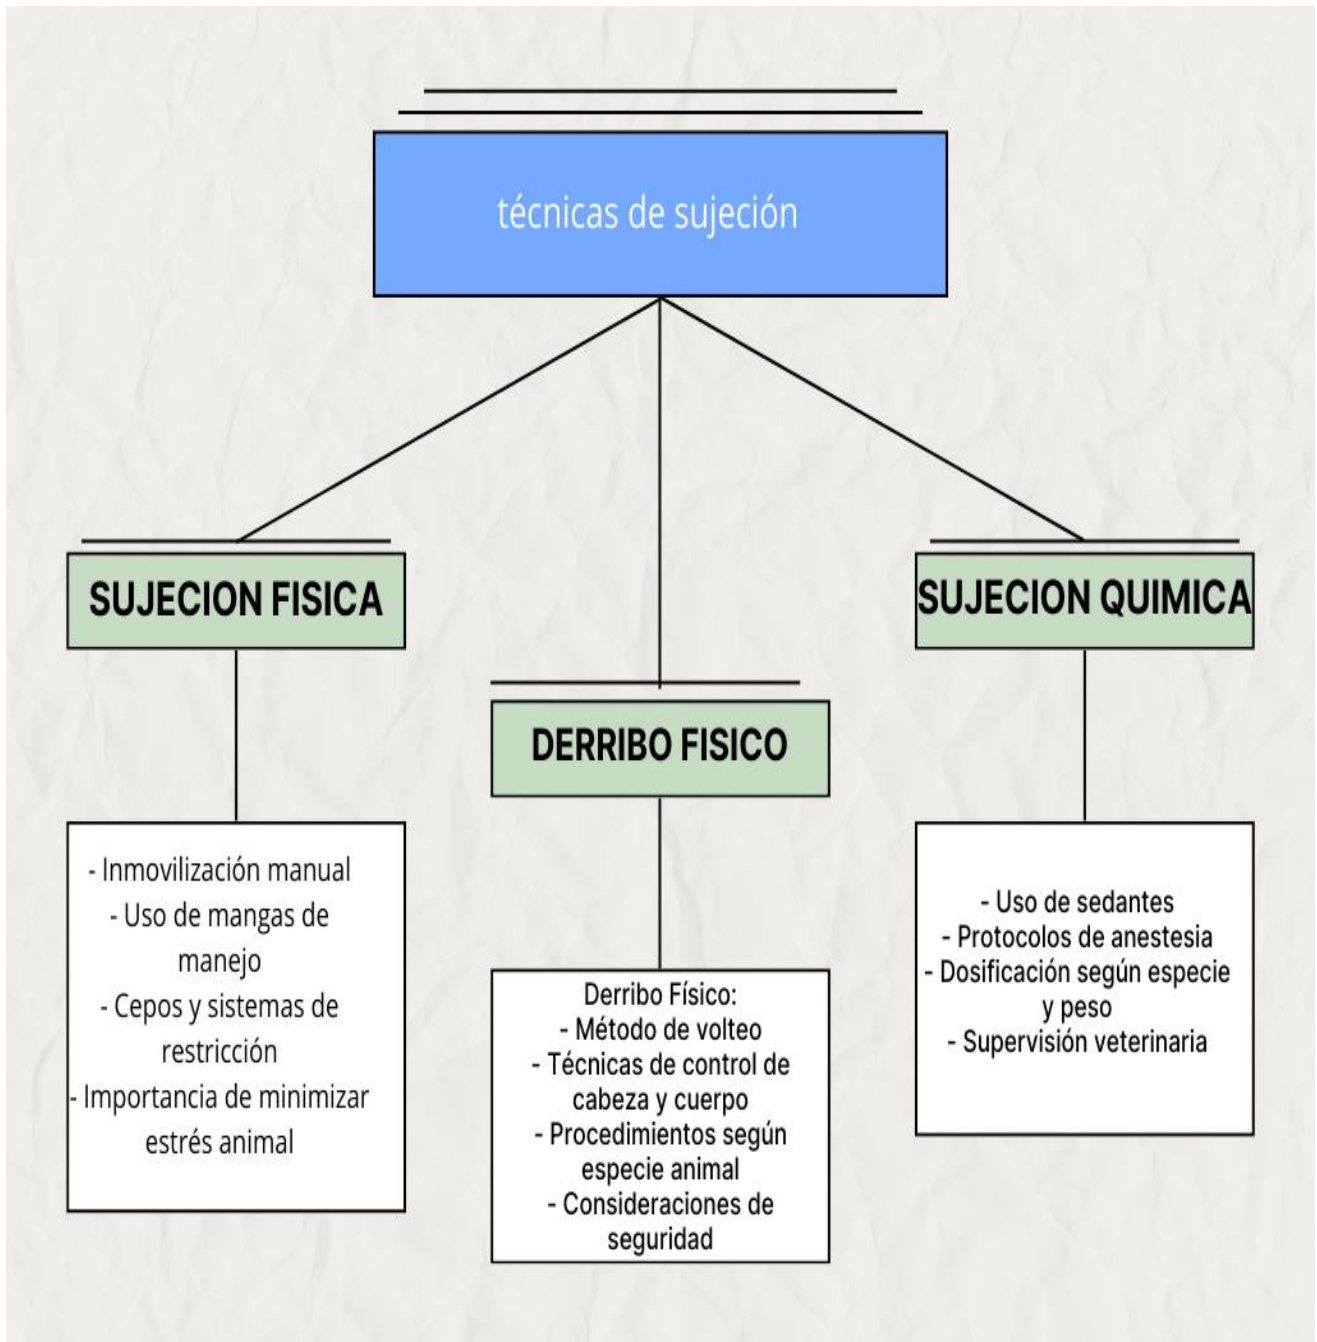 técnicas de sujeción
SUJECION FISICA
- Inmovilización manual
- Uso de mangas de
manejo
- Cepos y sistemas de
restricción
- Importancia de minimizar
estrés animal
DERRIBO FISICO
Derribo Físico:
- Método de volteo
- Técnicas de control de
cabeza y cuerpo
- Procedimientos según
especie animal
- Consideraciones de
seguridad
SUJECION QUIMICA
- Uso de sedantes
- Protocolos de anestesia
- Dosificación según especie
y peso
- Supervisión veterinaria